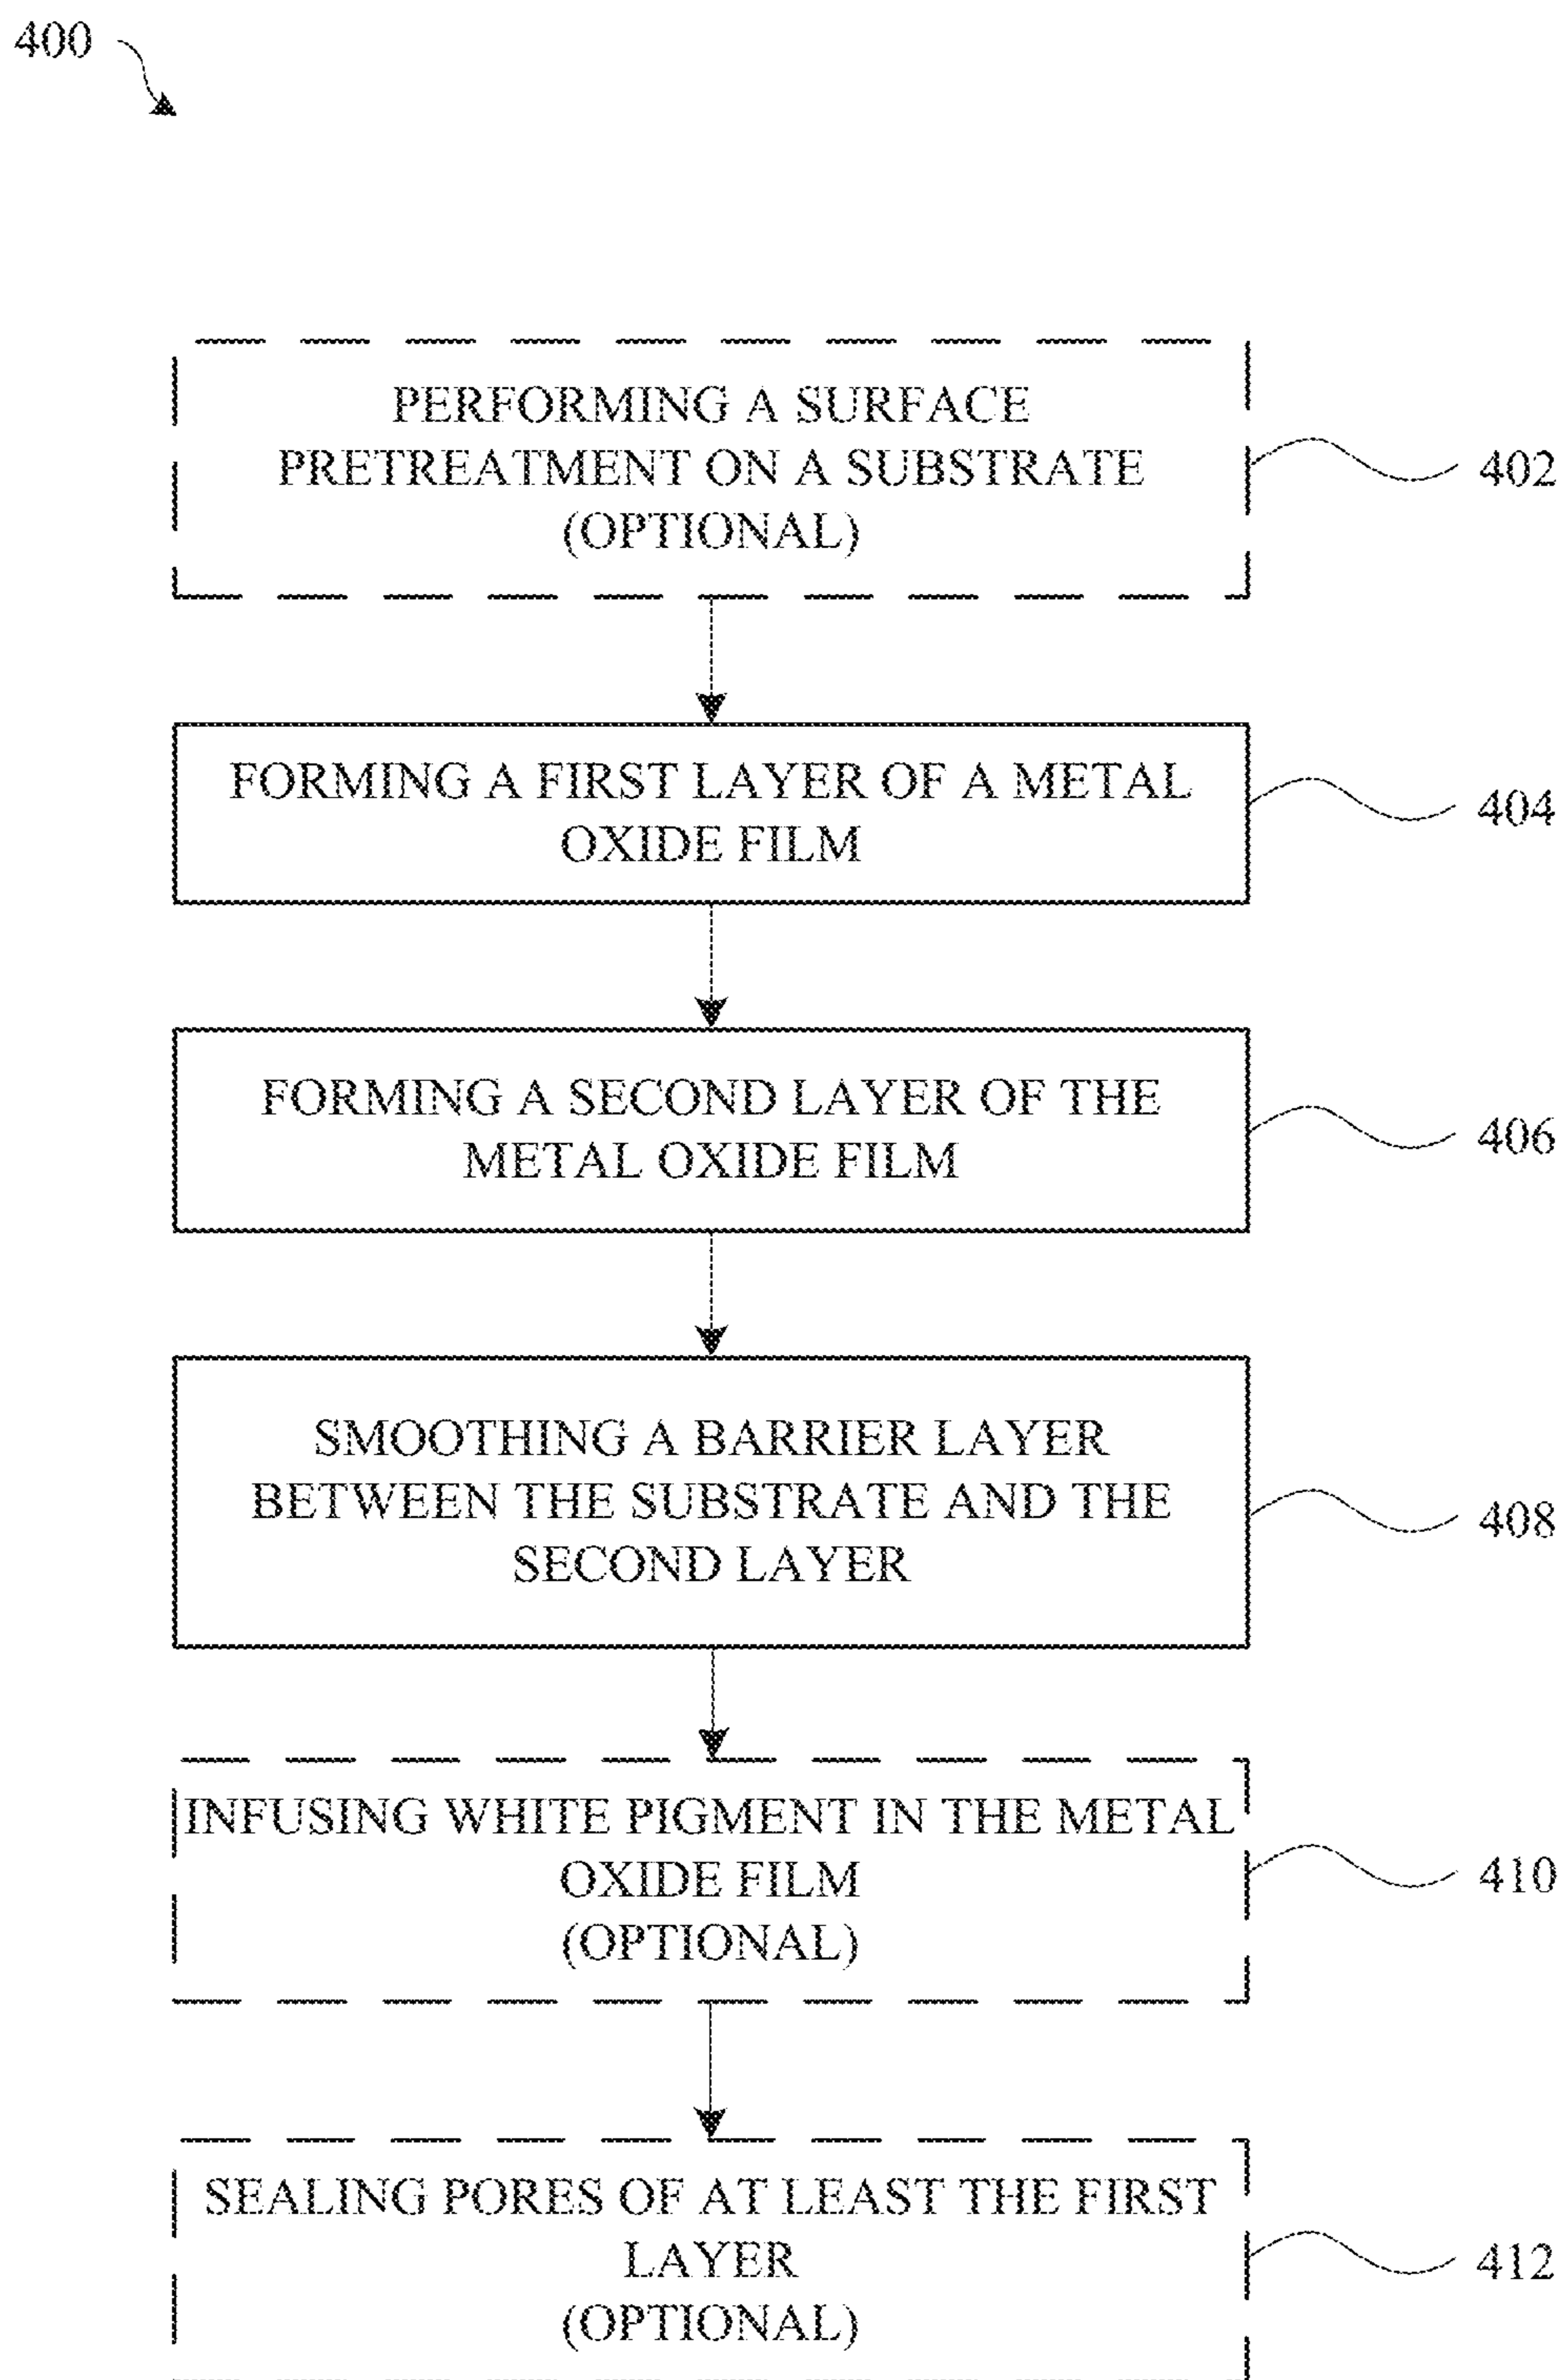 400
PERFORMING A SURFACE
PRETREATMENT ON A SUBSTRATE
(OPTIONAL)
402
FORMING A FIRST LAYER OF A METAL
OXIDE FILM
404
FORMING A SECOND LAYER OF THE
METAL OXIDE FILM
406
SMOOTHING A BARRIER LAYER
BETWEEN THE SUBSTRATE AND THE
SECOND LAYER
408
INFUSING WHITE PIGMENT IN THE METAL
OXIDE FILM
(OPTIONAL)
410
SEALING PORES OF AT LEAST THE FIRST
LAYER
(OPTIONAL)
412